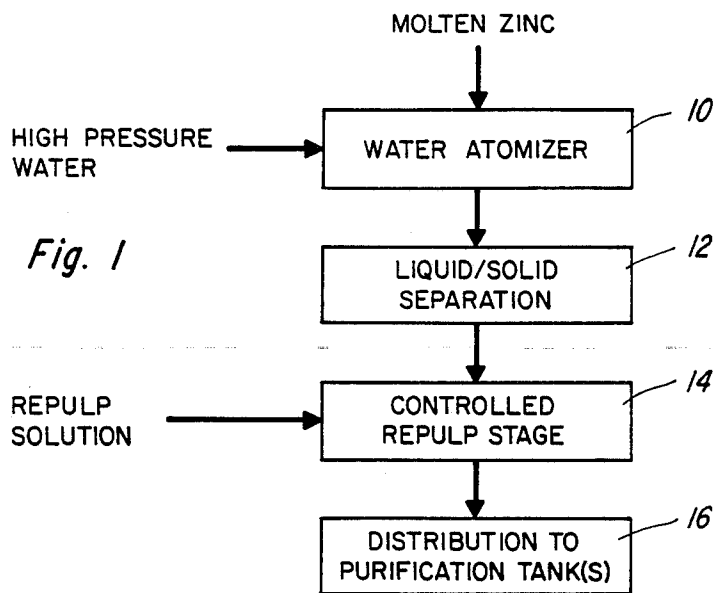 MOLTEN ZINC
10
HIGH PRESSURE
WATER
WATER ATOMIZER
Fig. 1
12
LIQUID/SOLID
SEPARATION
14
REPULP
SOLUTION
CONTROLLED
REPULP STAGE
16
DISTRIBUTION TO
PURIFICATION TANK(S)